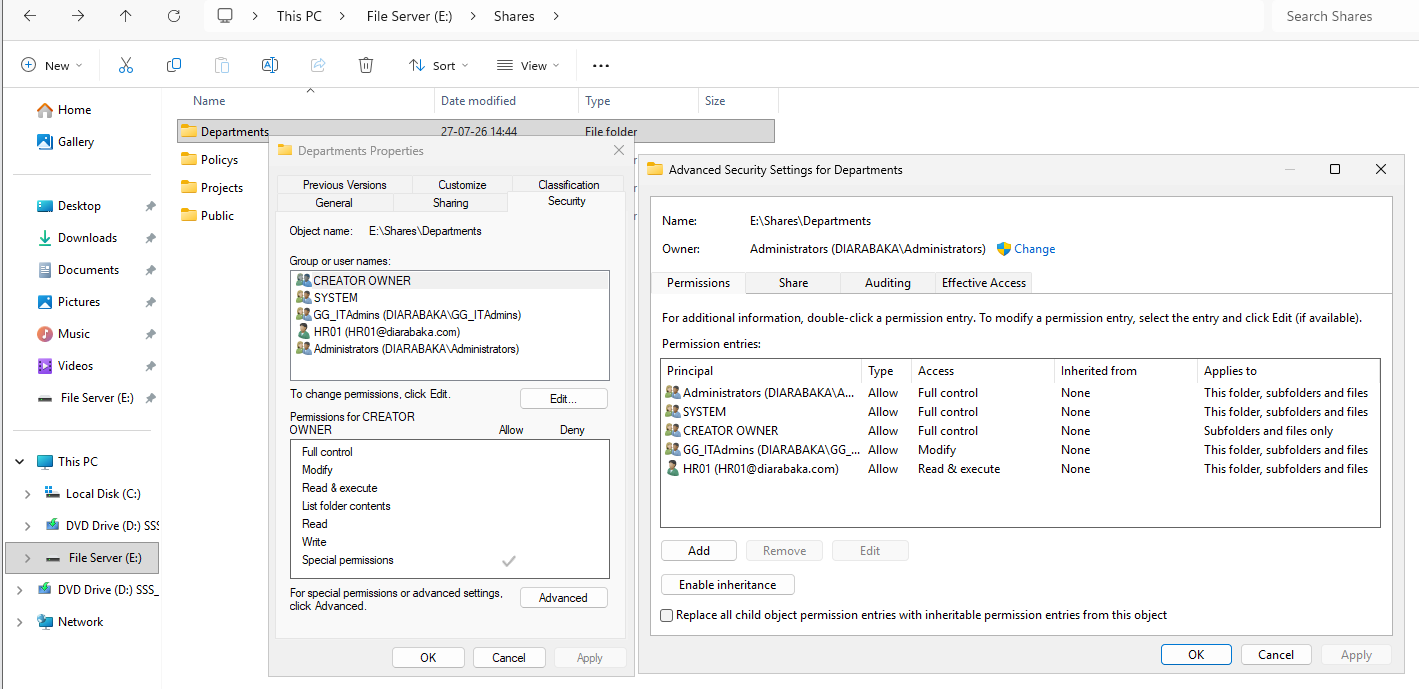 This PC > File Server (E:) > Shares >
Search Shares
New
Sort
View
Home
Gallery
Desktop
Downloads
Documents
Pictures
Music
Videos
File Server (E:)
This PC
Local Disk (C:)
DVD Drive (D:) SSS
File Server (E:)
DVD Drive (D:) SSS_
Network
Name Date modified Type Size
Departments 27-07-26 14:44 File folder
Policys
Projects
Public
Departments Properties
Previous Versions Customize Classification
General Sharing Security
Object name: E:\Shares\Departments
Group or user names:
CREATOR OWNER
SYSTEM
GG_ITAdmins (DIARABAKA\GG_ITAdmins)
HR01 (HR01@diarabaka.com)
Administrators (DIARABAKA\Administrators)
To change permissions, click Edit.
Edit...
Permissions for CREATOR
OWNER Allow Deny
Full control
Modify
Read & execute
List folder contents
Read
Write
Special permissions
For special permissions or advanced settings,
click Advanced.
Advanced
OK Cancel Apply
Advanced Security Settings for Departments
Name: E:\Shares\Departments
Owner: Administrators (DIARABAKA\Administrators) Change
Permissions Share Auditing Effective Access
For additional information, double-click a permission entry. To modify a permission entry, select the entry and click Edit (if available).
Permission entries:
Principal Type Access Inherited from Applies to
Administrators (DIARABAKA\A... Allow Full control None This folder, subfolders and files
SYSTEM Allow Full control None This folder, subfolders and files
CREATOR OWNER Allow Full control None Subfolders and files only
GG_ITAdmins (DIARABAKA\GG_... Allow Modify None This folder, subfolders and files
HR01 (HR01@diarabaka.com) Allow Read & execute None This folder, subfolders and files
Add Remove Edit
Enable inheritance
Replace all child object permission entries with inheritable permission entries from this object
OK Cancel Apply